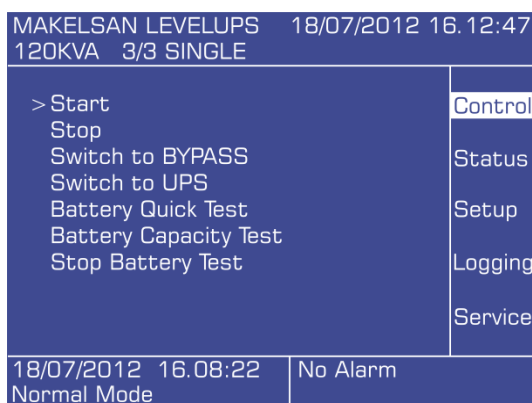 MAKELSAN LEVELUPS 18/07/2012 16.12:47
120KVA 3/3 SINGLE
>Start
Stop
Switch to BYPASS
Switch to UPS
Battery Quick Test
Battery Capacity Test
Stop Battery Test
Control
Status
Setup
Logging
Service
18/07/2012 16.08:22
Normal Mode
No Alarm